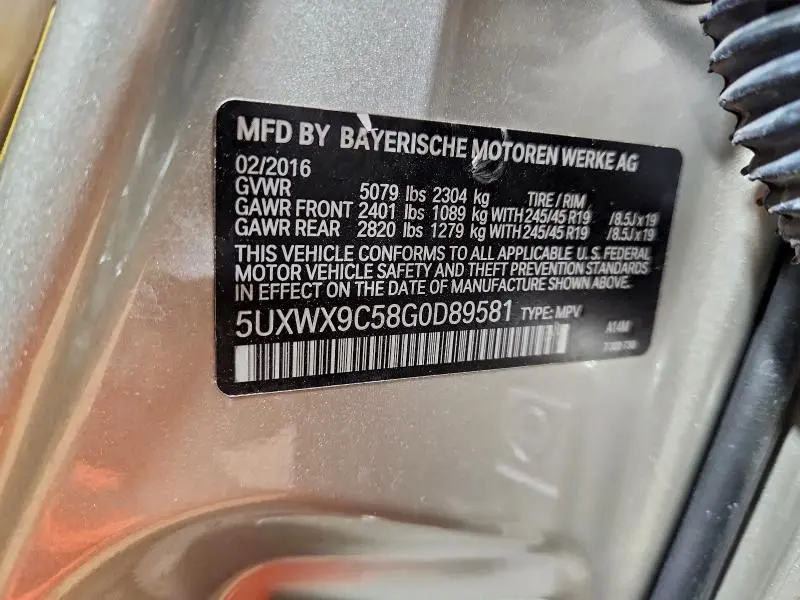 MFD BY BAYERISCHE MOTOREN WERKE AG
02/2016
GVWR 5079 lbs 2304 kg TIRE / RIM
GAWR FRONT 2401 lbs 1089 kg WITH 245/45 R19 /8.5J x 19
GAWR REAR 2820 lbs 1279 kg WITH 245/45 R19 /8.5J x 19
THIS VEHICLE CONFORMS TO ALL APPLICABLE U.S. FEDERAL
MOTOR VEHICLE SAFETY AND THEFT PREVENTION STANDARDS
IN EFFECT ON THE DATE OF MANUFACTURE SHOWN ABOVE.
5UXWX9C58G0D89581 TYPE: MPV
A14M